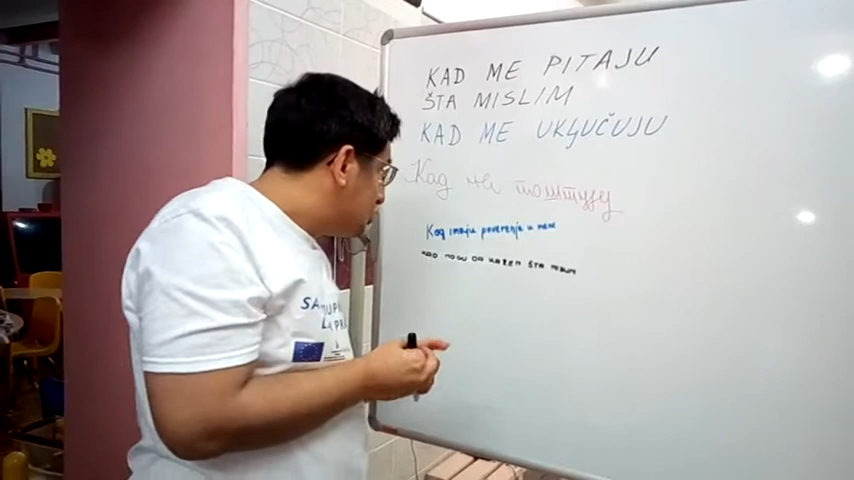 KAD ME PITAJU
ŠTA MISLIM
KAD ME UKLJUČUJU
Кад ме поштују
Kad imaju poverenja u mene
KAD MOGU DA KAŽEM ŠTA MISLIM